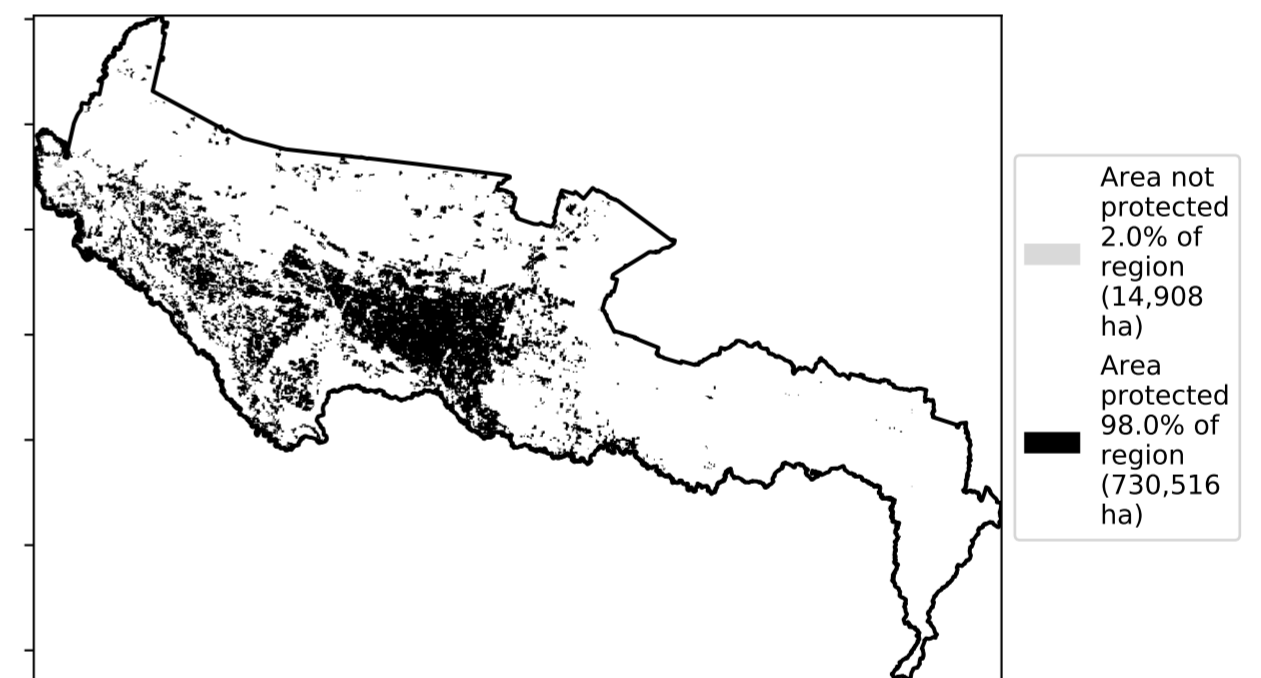 Area not
protected
2.0% of
region
(14,908
ha)
Area
protected
98.0% of
region
(730,516
ha)